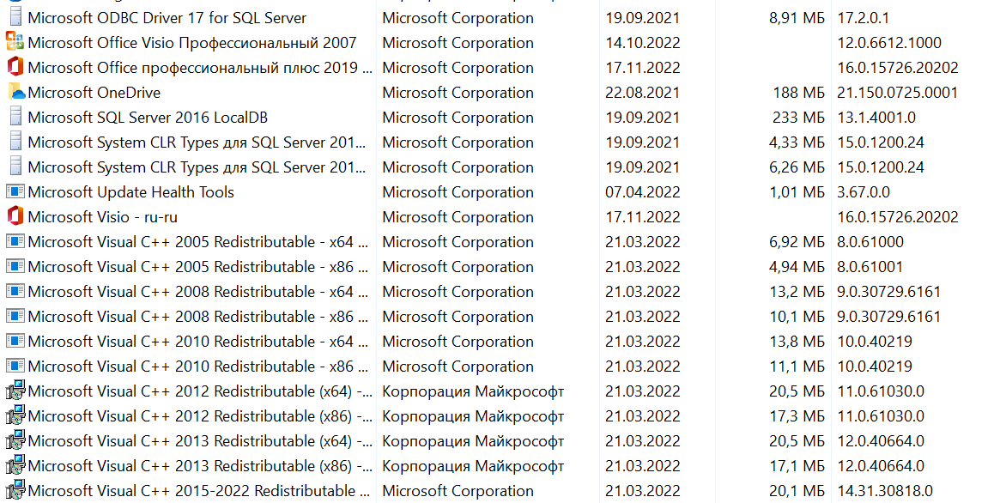 Microsoft ODBC Driver 17 for SQL Server Microsoft Corporation 19.09.2021 8,91 МБ 17.2.0.1
Microsoft Office Visio Профессиональный 2007 Microsoft Corporation 14.10.2022 12.0.6612.1000
Microsoft Office профессиональный плюс 2019 ... Microsoft Corporation 17.11.2022 16.0.15726.20202
Microsoft OneDrive Microsoft Corporation 22.08.2021 188 МБ 21.150.0725.0001
Microsoft SQL Server 2016 LocalDB Microsoft Corporation 19.09.2021 233 МБ 13.1.4001.0
Microsoft System CLR Types для SQL Server 201... Microsoft Corporation 19.09.2021 4,33 МБ 15.0.1200.24
Microsoft System CLR Types для SQL Server 201... Microsoft Corporation 19.09.2021 6,26 МБ 15.0.1200.24
Microsoft Update Health Tools Microsoft Corporation 07.04.2022 1,01 МБ 3.67.0.0
Microsoft Visio - ru-ru Microsoft Corporation 17.11.2022 16.0.15726.20202
Microsoft Visual C++ 2005 Redistributable - x64 ... Microsoft Corporation 21.03.2022 6,92 МБ 8.0.61000
Microsoft Visual C++ 2005 Redistributable - x86 ... Microsoft Corporation 21.03.2022 4,94 МБ 8.0.61001
Microsoft Visual C++ 2008 Redistributable - x64 ... Microsoft Corporation 21.03.2022 13,2 МБ 9.0.30729.6161
Microsoft Visual C++ 2008 Redistributable - x86 ... Microsoft Corporation 21.03.2022 10,1 МБ 9.0.30729.6161
Microsoft Visual C++ 2010 Redistributable - x64 ... Microsoft Corporation 21.03.2022 13,8 МБ 10.0.40219
Microsoft Visual C++ 2010 Redistributable - x86 ... Microsoft Corporation 21.03.2022 11,1 МБ 10.0.40219
Microsoft Visual C++ 2012 Redistributable (x64) -... Корпорация Майкрософт 21.03.2022 20,5 МБ 11.0.61030.0
Microsoft Visual C++ 2012 Redistributable (x86) -... Корпорация Майкрософт 21.03.2022 17,3 МБ 11.0.61030.0
Microsoft Visual C++ 2013 Redistributable (x64) -... Корпорация Майкрософт 21.03.2022 20,5 МБ 12.0.40664.0
Microsoft Visual C++ 2013 Redistributable (x86) -... Корпорация Майкрософт 21.03.2022 17,1 МБ 12.0.40664.0
Microsoft Visual C++ 2015-2022 Redistributable ... Microsoft Corporation 21.03.2022 20,1 МБ 14.31.30818.0